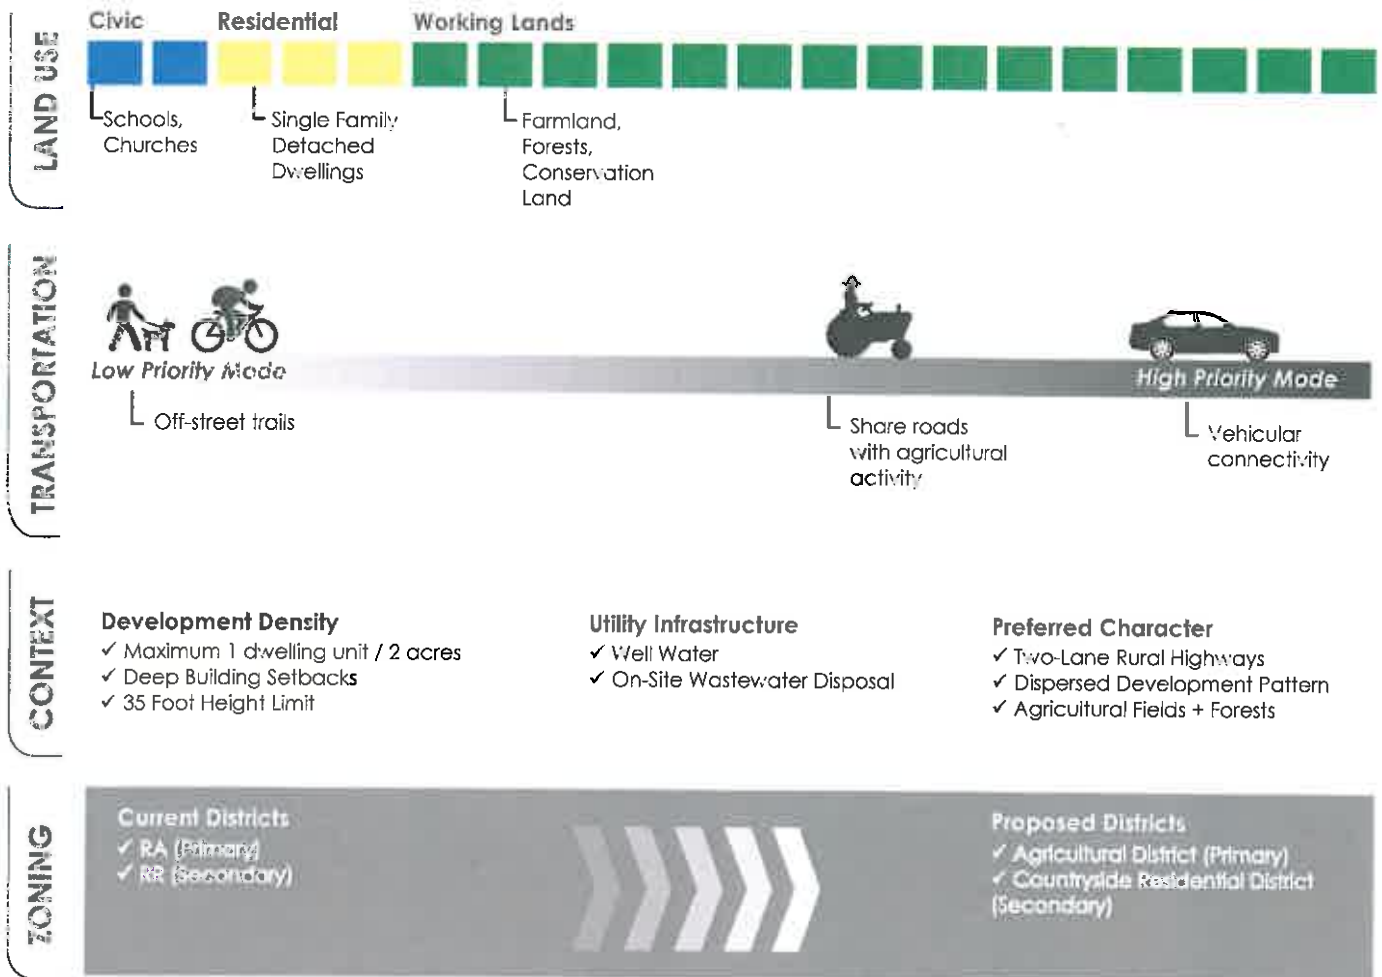 LAND USE
Civic
Residential
Working Lands
Schools,
Churches
Single Family
Detached
Dwellings
Farmland,
Forests,
Conservation
Land
TRANSPORTATION
Low Priority Mode
High Priority Mode
Off-street trails
Share roads
with agricultural
activity
Vehicular
connectivity
CONTEXT
Development Density
✓ Maximum 1 dwelling unit / 2 acres
✓ Deep Building Setbacks
✓ 35 Foot Height Limit
Utility Infrastructure
✓ Well Water
✓ On-Site Wastewater Disposal
Preferred Character
✓ Two-Lane Rural Highways
✓ Dispersed Development Pattern
✓ Agricultural Fields + Forests
ZONING
Current Districts
✓ RA (Primary)
✓ RR (Secondary)
Proposed Districts
✓ Agricultural District (Primary)
✓ Countryside Residential District
(Secondary)